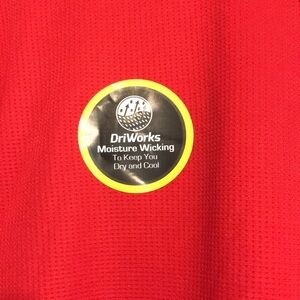 DriWorks
Moisture Wicking
To Keep You
Dry and Cool